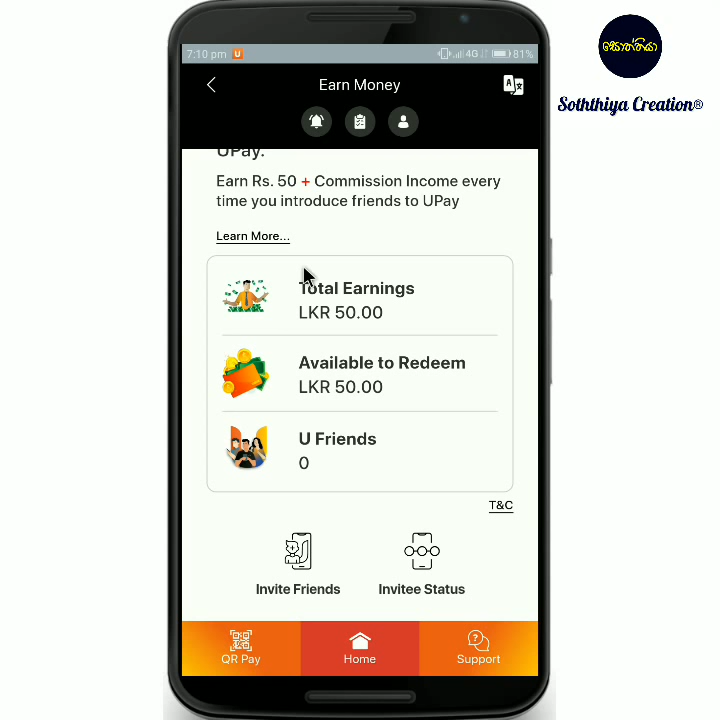 7:10 pm
4G
81%
සොත්තියා
Soththiya Creation®
Earn Money
UPay.
Earn Rs. 50 + Commission Income every
time you introduce friends to UPay
Learn More...
Total Earnings
LKR 50.00
Available to Redeem
LKR 50.00
U Friends
0
T&C
Invite Friends
Invitee Status
QR Pay
Home
Support